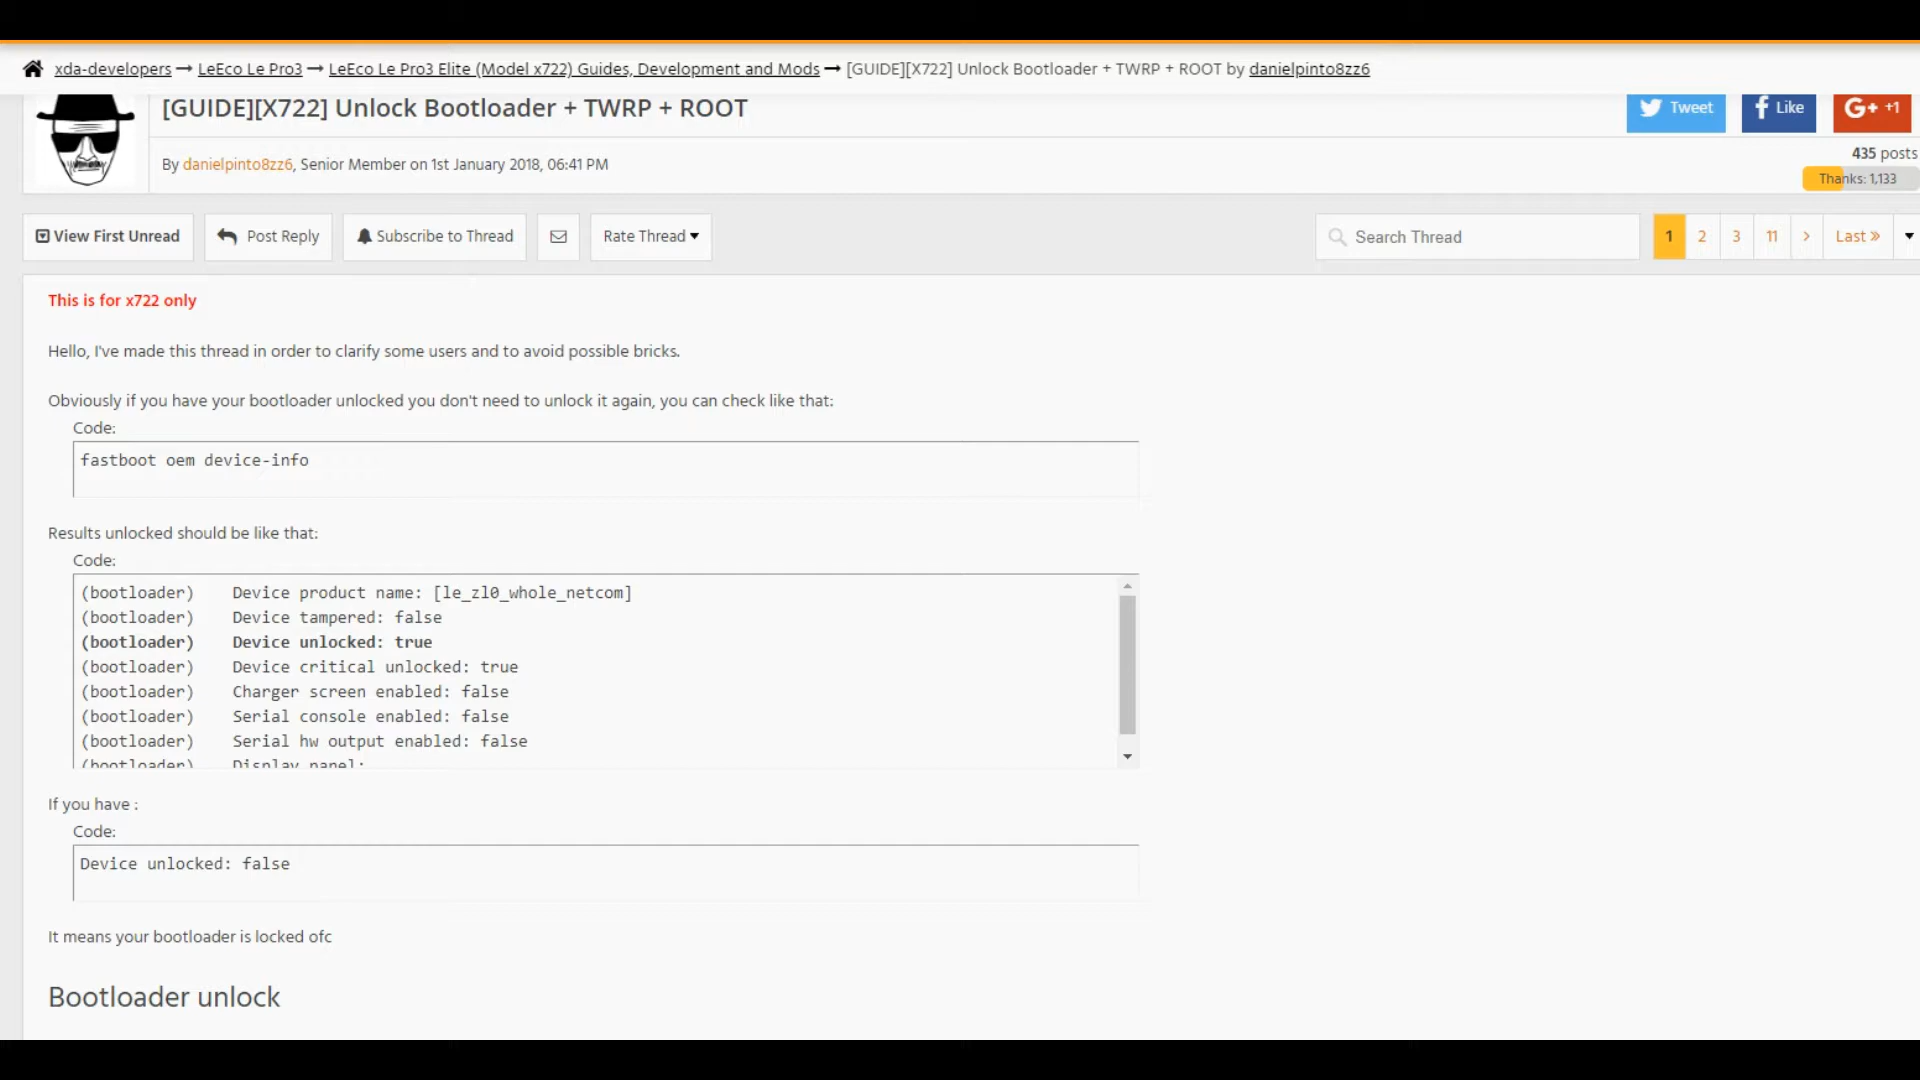 xda-developers → LeEco Le Pro3 → LeEco Le Pro3 Elite (Model x722) Guides, Development and Mods → [GUIDE][X722] Unlock Bootloader + TWRP + ROOT by danielpinto8zz6
[GUIDE][X722] Unlock Bootloader + TWRP + ROOT
Tweet
Like
G+ +1
By danielpinto8zz6, Senior Member on 1st January 2018, 06:41 PM
435 posts
Thanks: 1,133
View First Unread
Post Reply
Subscribe to Thread
Rate Thread
Search Thread
1 2 3 11 > Last »
This is for x722 only
Hello, I've made this thread in order to clarify some users and to avoid possible bricks.
Obviously if you have your bootloader unlocked you don't need to unlock it again, you can check like that:
Code:
fastboot oem device-info
Results unlocked should be like that:
Code:
(bootloader) Device product name: [le_zl0_whole_netcom]
(bootloader) Device tampered: false
(bootloader) Device unlocked: true
(bootloader) Device critical unlocked: true
(bootloader) Charger screen enabled: false
(bootloader) Serial console enabled: false
(bootloader) Serial hw output enabled: false
(bootloader) Display panel:
If you have :
Code:
Device unlocked: false
It means your bootloader is locked ofc
Bootloader unlock